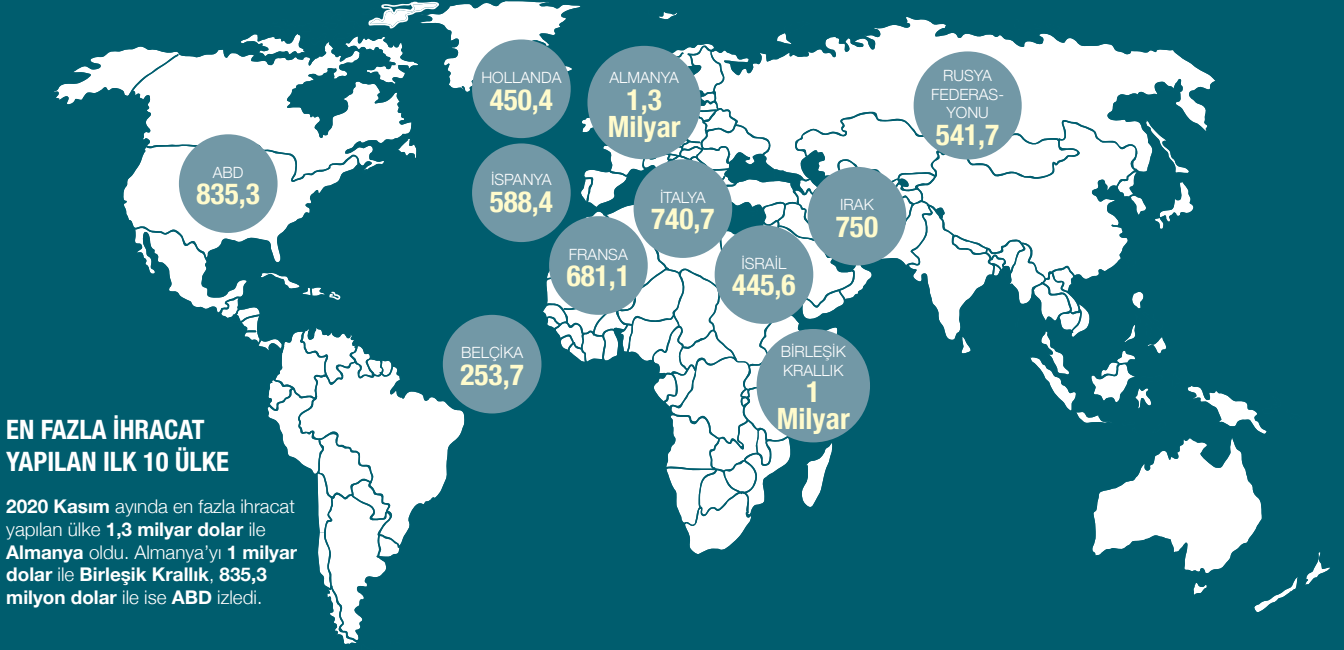 HOLLANDA
450,4
ALMANYA
1,3
Milyar
RUSYA
FEDERAS-
YONU
541,7
ABD
835,3
İSPANYA
588,4
İTALYA
740,7
IRAK
750
FRANSA
681,1
İSRAİL
445,6
BELÇİKA
253,7
BİRLEŞİK
KRALLIK
1
Milyar
EN FAZLA İHRACAT
YAPILAN ILK 10 ÜLKE
2020 Kasım ayında en fazla ihracat
yapılan ülke 1,3 milyar dolar ile
Almanya oldu. Almanya’yı 1 milyar
dolar ile Birleşik Krallık, 835,3
milyon dolar ile ise ABD izledi.